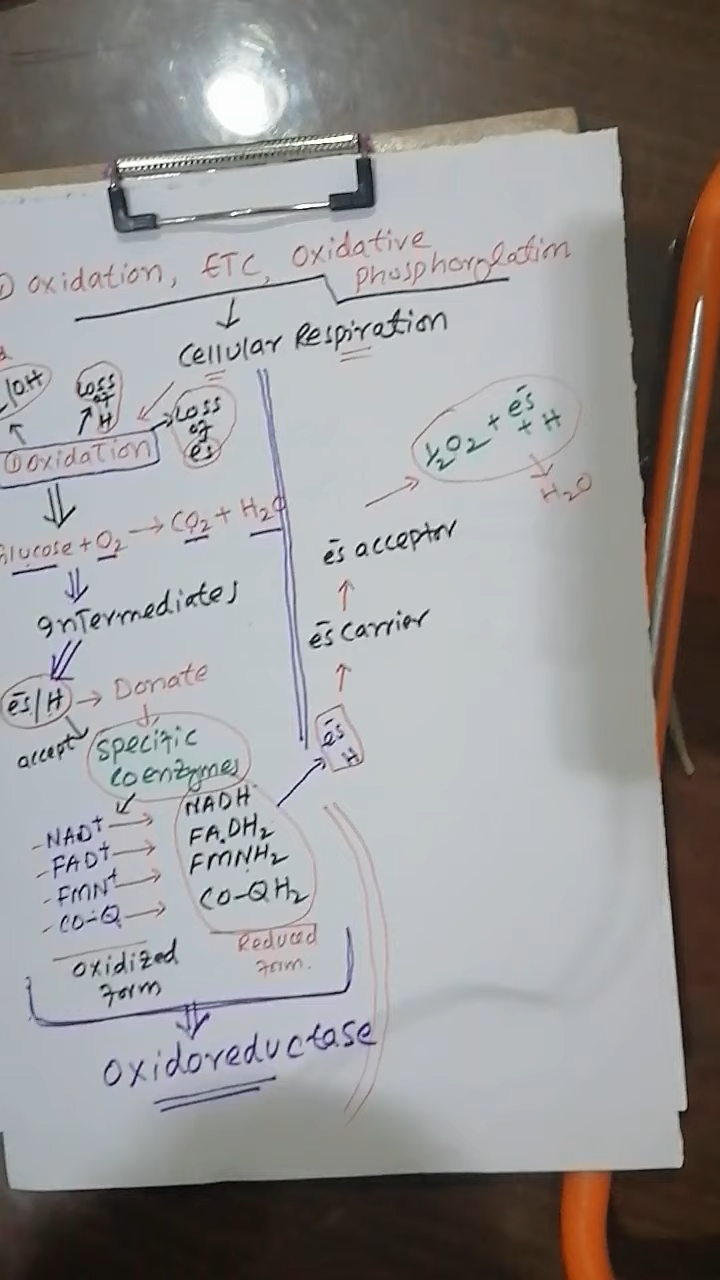 ① Oxidation, ETC, Oxidative
Phosphorylation
↓
Cellular Respiration
/OH
Loss
of
H
Loss
of
ēs
① Oxidation
Glucose + O2 → CO2 + H2O
Intermediates
ēs/H → Donate
accept
Specific
coenzymes
- NAD+ → NADH
- FAD+ → FADH2
- FMN+ → FMNH2
- CO-Q → CO-QH2
Oxidized
form
Reduced
form.
Oxidoreductase
½O2 + ēs
+ H
H2O
ēs acceptor
↑
ēs carrier
↑
ēs
H